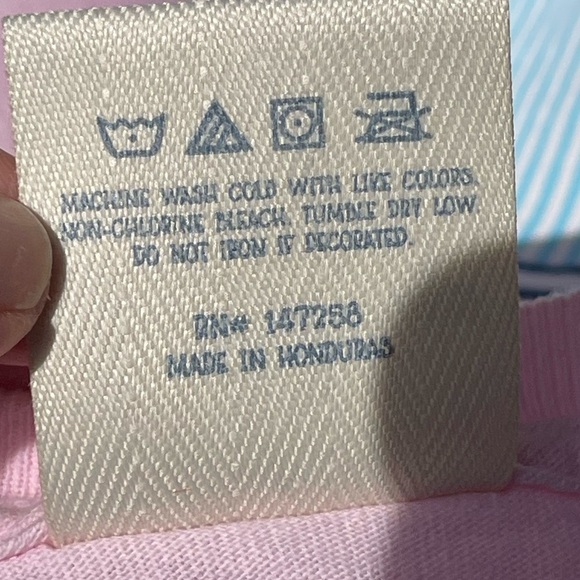 MACHINE WASH COLD WITH LIKE COLORS.
NON-CHLORINE BLEACH. TUMBLE DRY LOW.
DO NOT IRON IF DECORATED.
RN# 147258
MADE IN HONDURAS